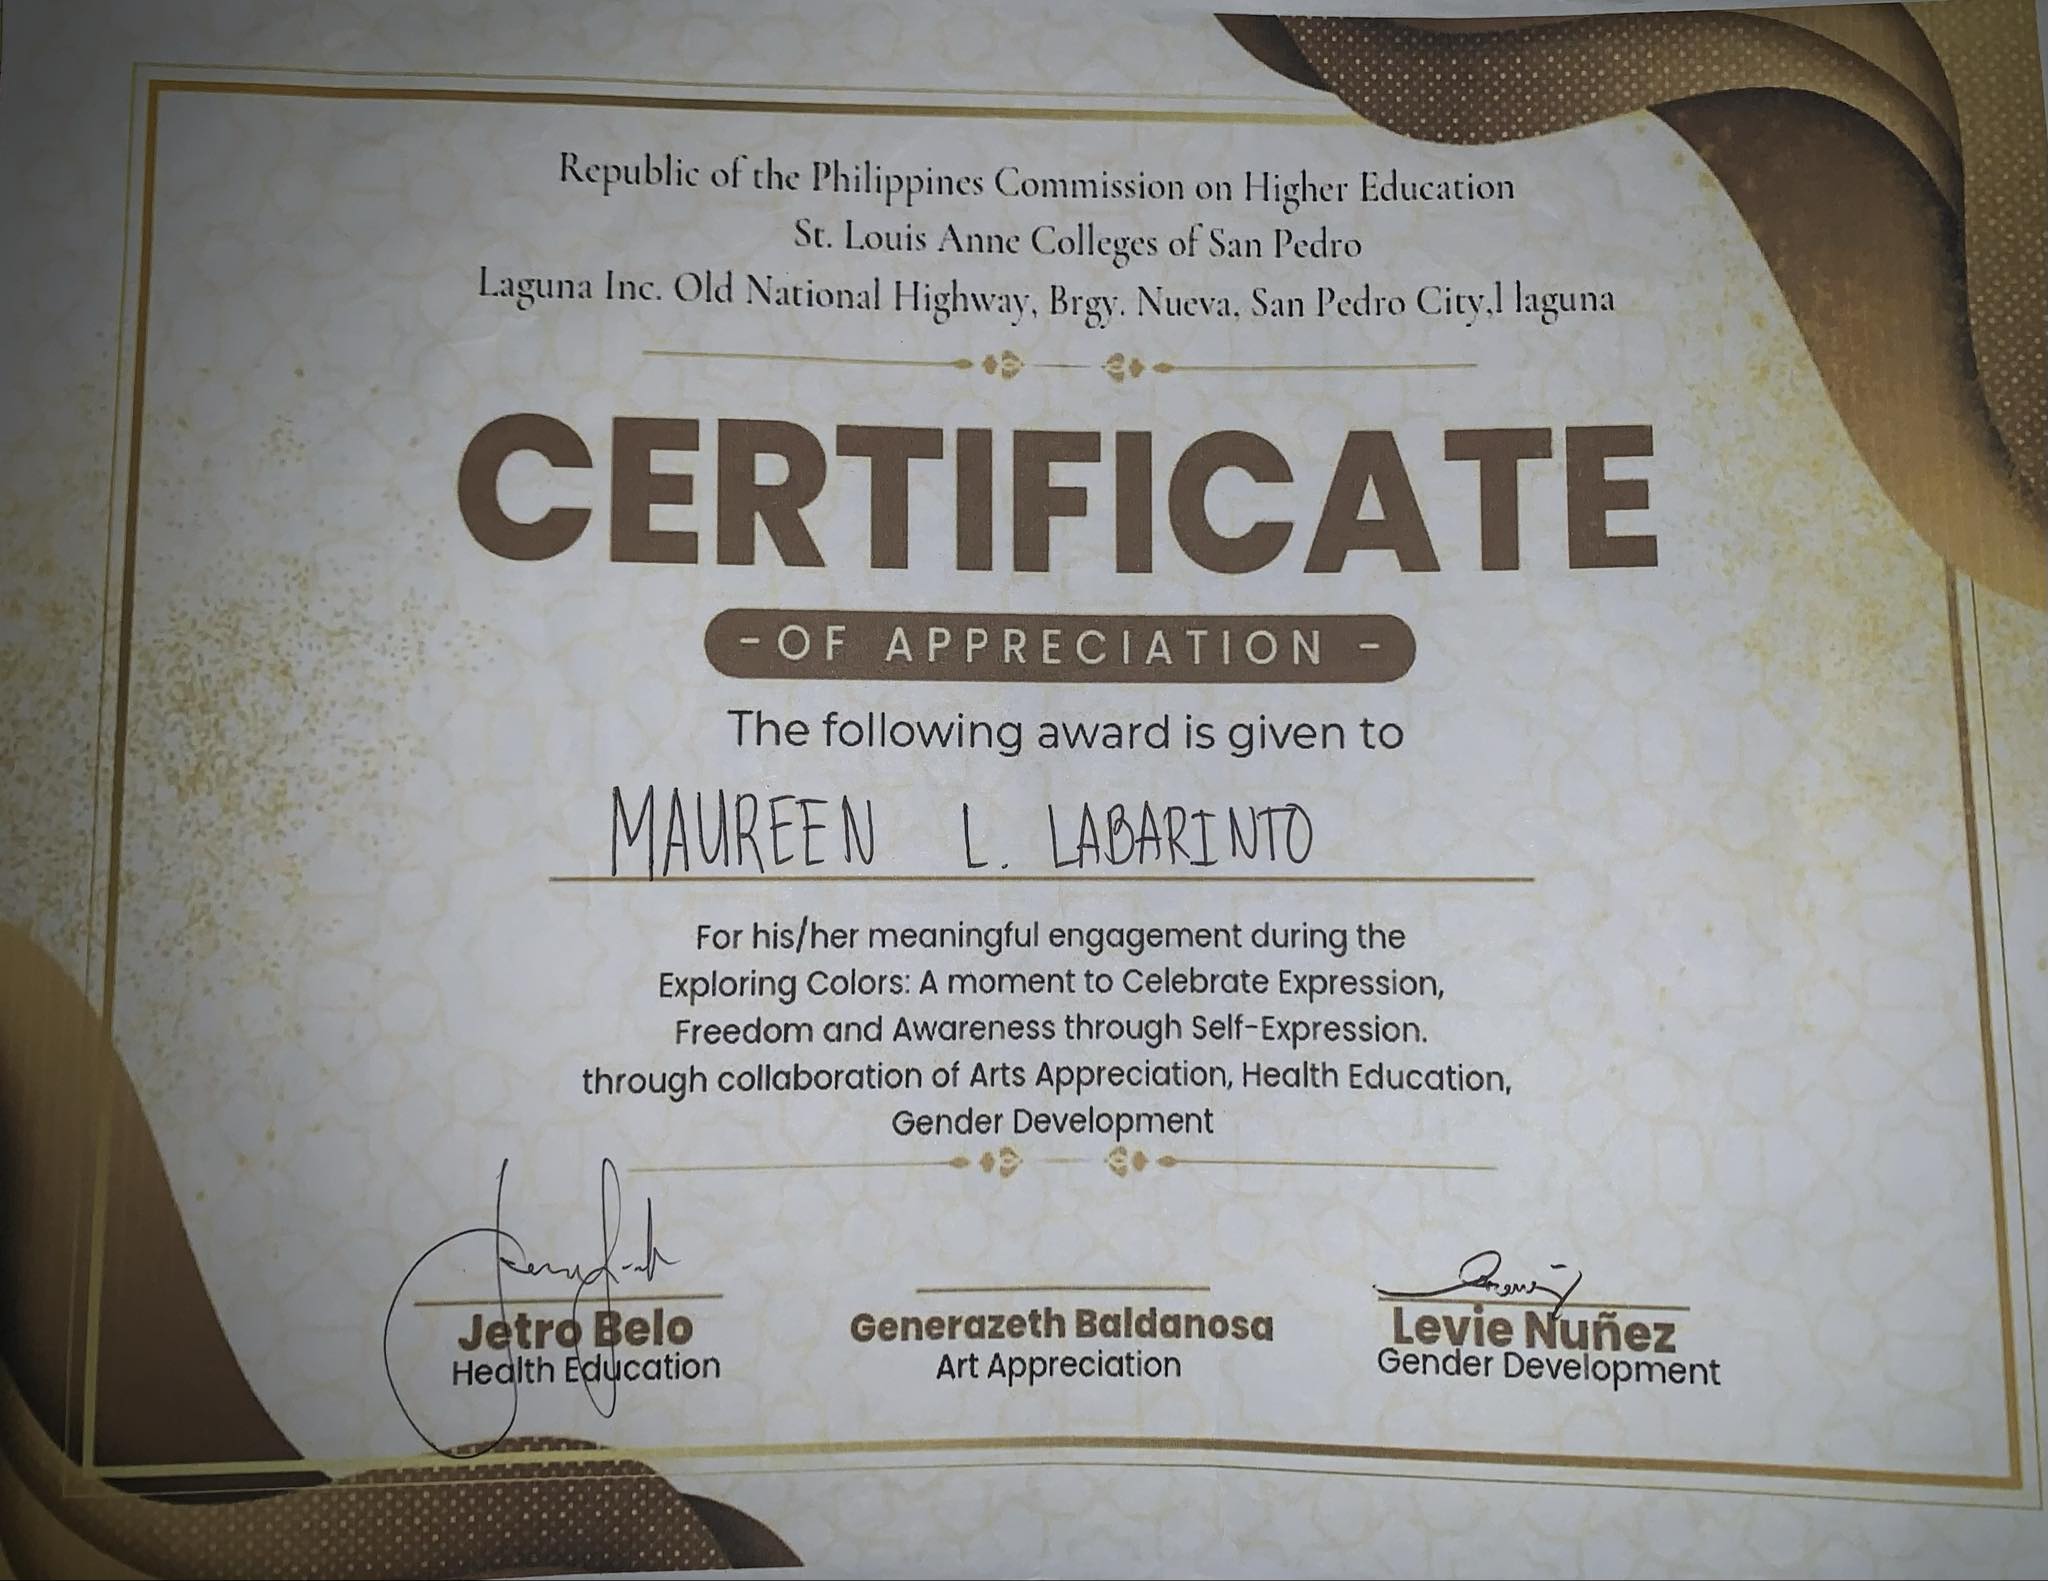 Republic of the Philippines Commission on Higher Education
St. Louis Anne Colleges of San Pedro
Laguna Inc. Old National Highway, Brgy. Nueva, San Pedro City,l laguna
CERTIFICATE
- OF APPRECIATION -
The following award is given to
MAUREEN L. LABARINTO
For his/her meaningful engagement during the
Exploring Colors: A moment to Celebrate Expression,
Freedom and Awareness through Self-Expression.
through collaboration of Arts Appreciation, Health Education,
Gender Development
Jetro Belo
Health Education
Generazeth Baldanosa
Art Appreciation
Levie Nuñez
Gender Development